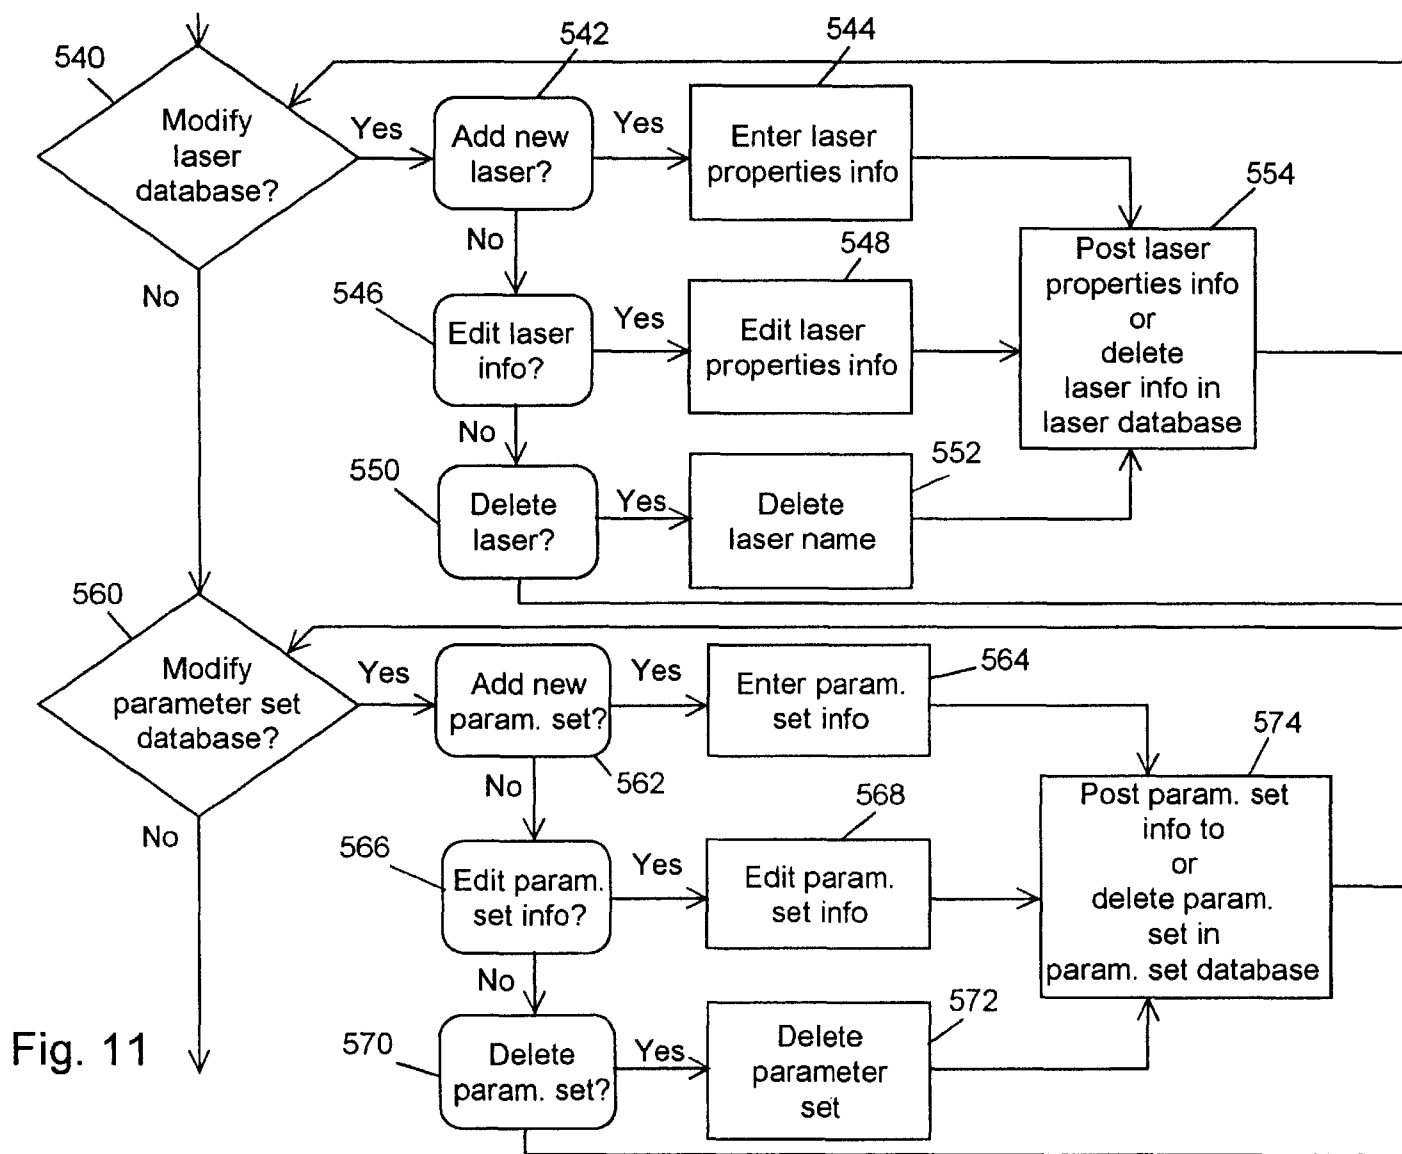 540
542
544
Modify
laser
database?
Yes
Add new
laser?
Yes
Enter laser
properties info
554
No
No
546
Edit laser
info?
Yes
548
Edit laser
properties info
Post laser
properties info
or
delete
laser info in
laser database
No
550
Delete
laser?
Yes
552
Delete
laser name
560
Modify
parameter set
database?
Yes
Add new
param. set?
562
Yes
564
Enter param.
set info
574
No
No
566
Edit param.
set info?
Yes
568
Edit param.
set info
Post param. set
info to
or
delete param.
set in
param. set database
No
570
Delete
param. set?
Yes
572
Delete
parameter
set
Fig. 11